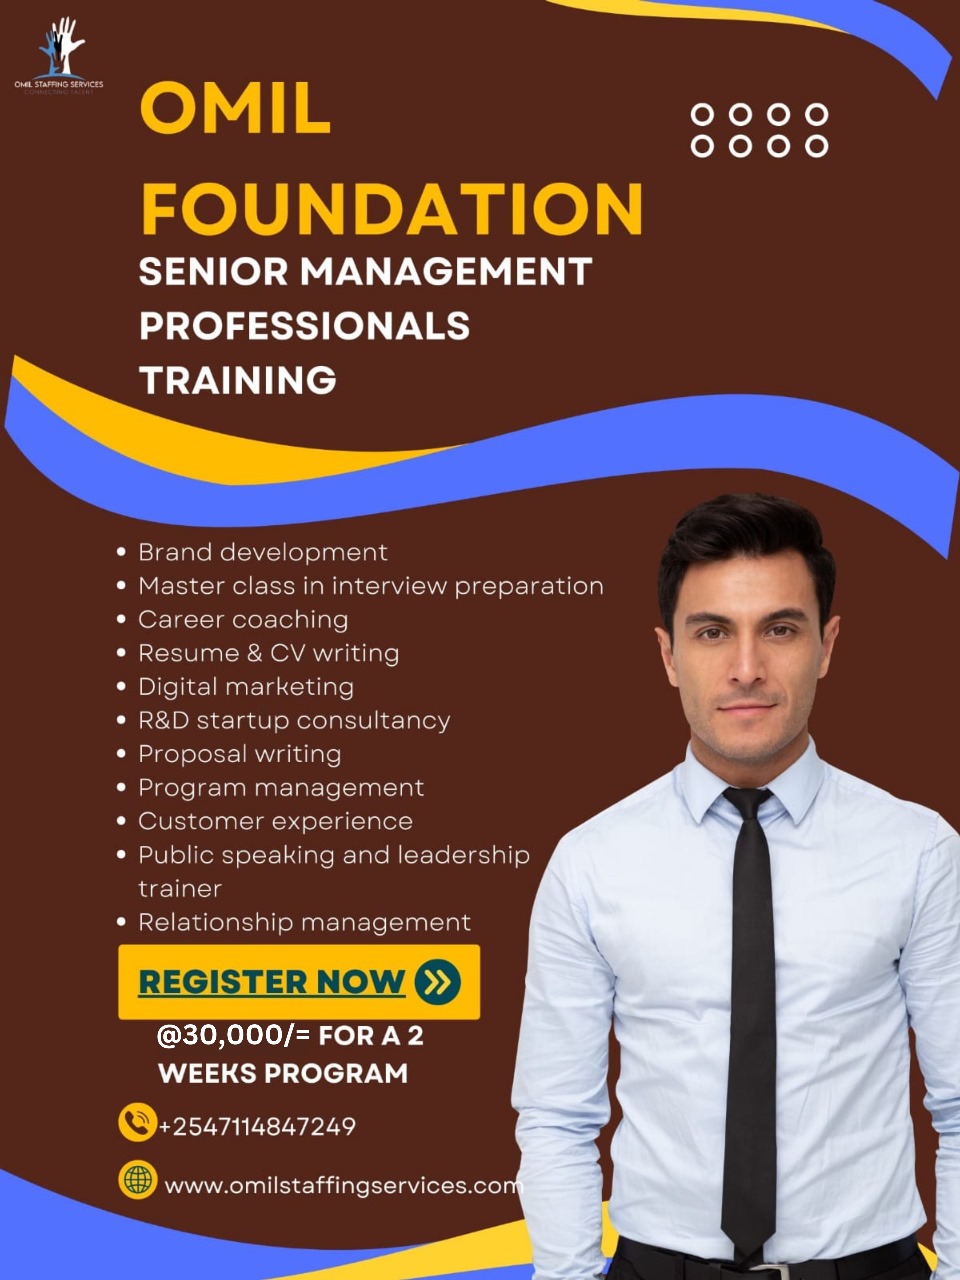 OMIL STAFFING SERVICES
CONNECTING TALENT
OMIL
FOUNDATION
SENIOR MANAGEMENT
PROFESSIONALS
TRAINING
Brand development
Master class in interview preparation
Career coaching
Resume & CV writing
Digital marketing
R&D startup consultancy
Proposal writing
Program management
Customer experience
Public speaking and leadership
trainer
Relationship management
REGISTER NOW
@30,000/= FOR A 2
WEEKS PROGRAM
+2547114847249
www.omilstaffingservices.com